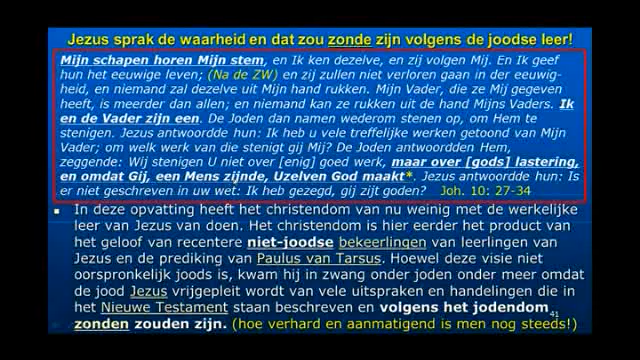 Jezus sprak de waarheid en dat zou zonde zijn volgens de joodse leer!
Mijn schapen horen Mijn stem, en Ik ken dezelve, en zij volgen Mij. En Ik geef
hun het eeuwige leven; (Na de ZW) en zij zullen niet verloren gaan in der eeuwig-
heid, en niemand zal dezelve uit Mijn hand rukken. Mijn Vader, die ze Mij gegeven
heeft, is meerder dan allen; en niemand kan ze rukken uit de hand Mijns Vaders. Ik
en de Vader zijn een. De Joden dan namen wederom stenen op, om Hem te
stenigen. Jezus antwoordde hun: Ik heb u vele treffelijke werken getoond van Mijn
Vader; om welk werk van die stenigt gij Mij? De Joden antwoordden Hem,
zeggende: Wij stenigen U niet over [enig] goed werk, maar over [gods] lastering,
en omdat Gij, een Mens zijnde, Uzelven God maakt*. Jezus antwoordde hun: Is
er niet geschreven in uw wet: Ik heb gezegd, gij zijt goden? Joh. 10: 27-34
▪ In deze opvatting heeft het christendom van nu weinig met de werkelijke
leer van Jezus van doen. Het christendom is hier eerder het product van
het geloof van recentere niet-joodse bekeerlingen van leerlingen van
Jezus en de prediking van Paulus van Tarsus. Hoewel deze visie niet
oorspronkelijk joods is, kwam hij in zwang onder joden onder meer omdat
de jood Jezus vrijgepleit wordt van vele uitspraken en handelingen die in
het Nieuwe Testament staan beschreven en volgens het jodendom
zonden zouden zijn. (hoe verhard en aanmatigend is men nog steeds!)
41